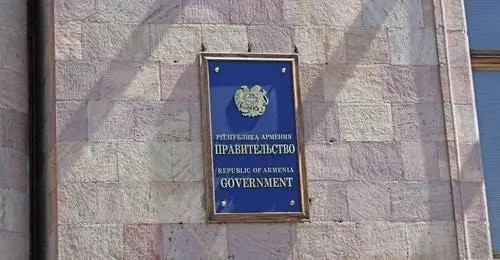 РЕСПУБЛИКА АРМЕНИЯ
ПРАВИТЕЛЬСТВО
REPUBLIC OF ARMENIA
GOVERNMENT